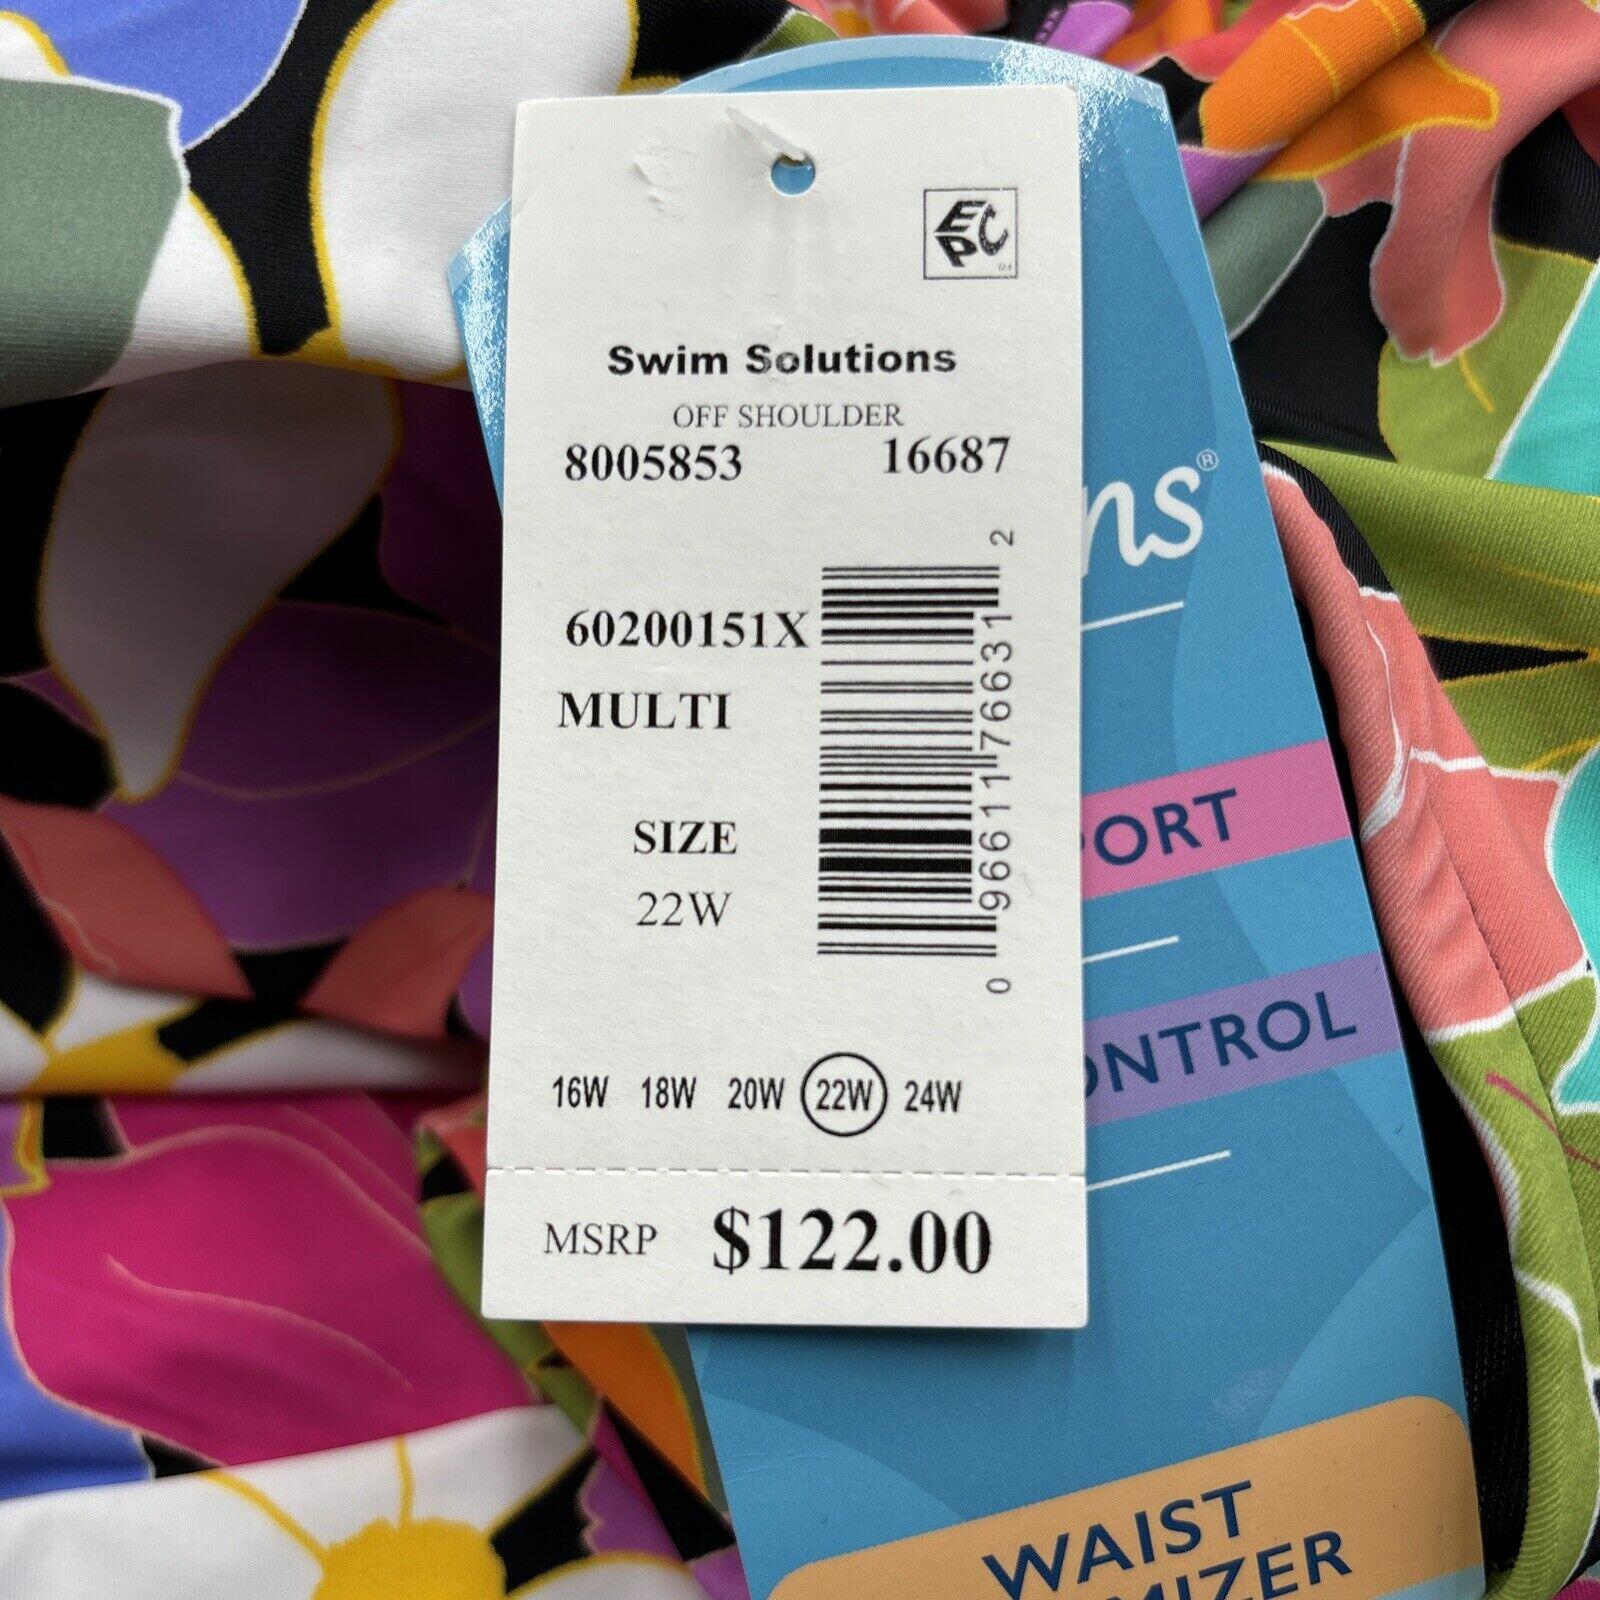 EPC
Swim Solutions
OFF SHOULDER
8005853 16687
60200151X
MULTI
SIZE
22W
0 96611 76631 2
16W 18W 20W 22W 24W
MSRP $122.00
ns®
PORT
ONTROL
WAIST
MIZER